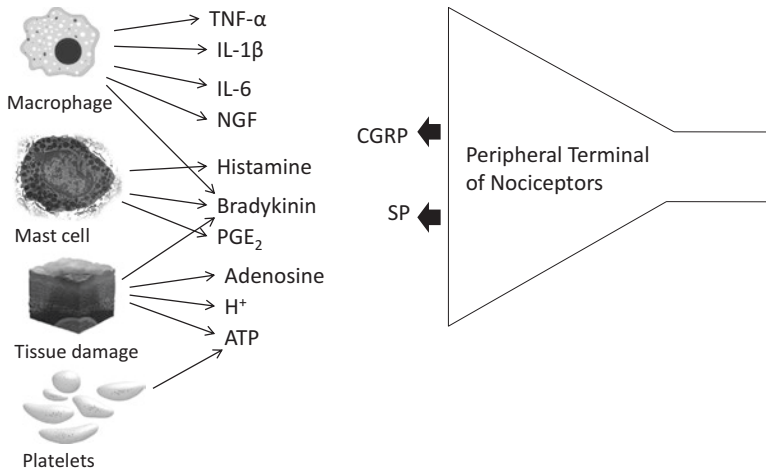 Macrophage
Mast cell
Tissue damage
Platelets
TNF-α
IL-1β
IL-6
NGF
Histamine
Bradykinin
PGE₂
Adenosine
H⁺
ATP
CGRP
SP
Peripheral Terminal
of Nociceptors